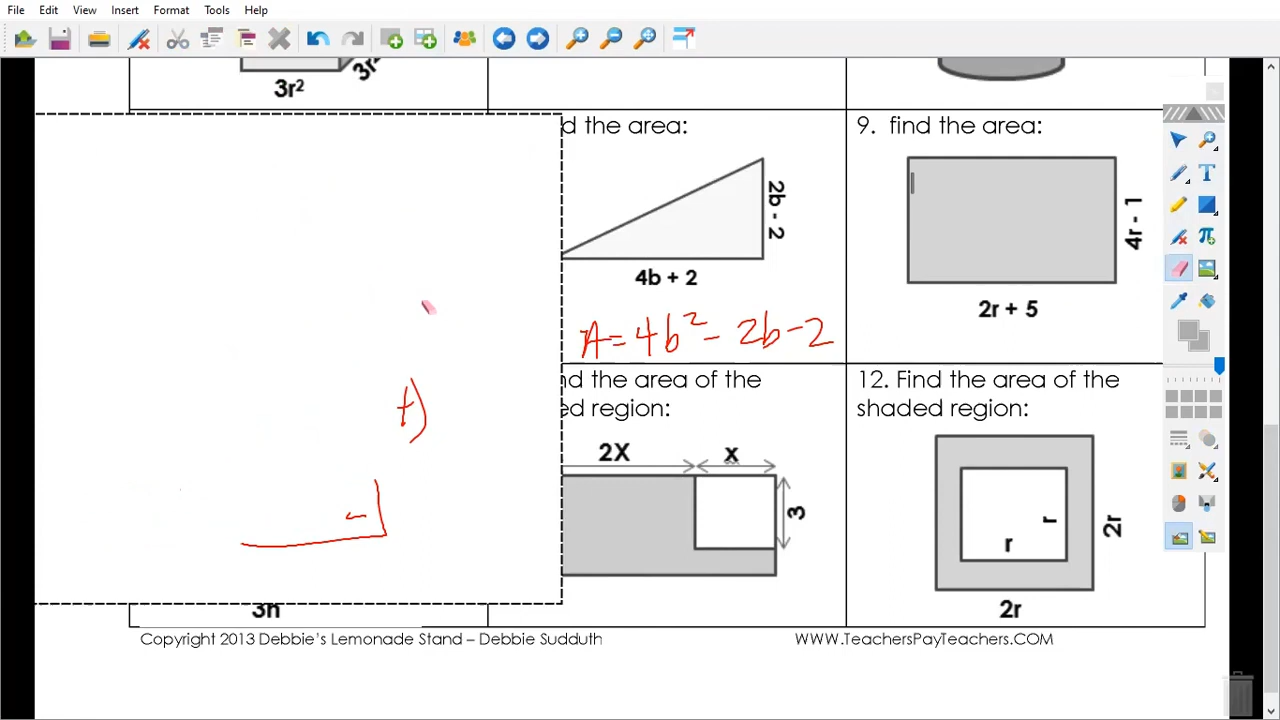 File Edit View Insert Format Tools Help
3r²
3r
d the area:
2b - 2
4b + 2
A = 4b² - 2b - 2
9. find the area:
4r - 1
2r + 5
nd the area of the
ed region:
2X
x
3
12. Find the area of the
shaded region:
r
r
2r
2r
3h
Copyright 2013 Debbie's Lemonade Stand – Debbie Sudduth
WWW.TeachersPayTeachers.COM